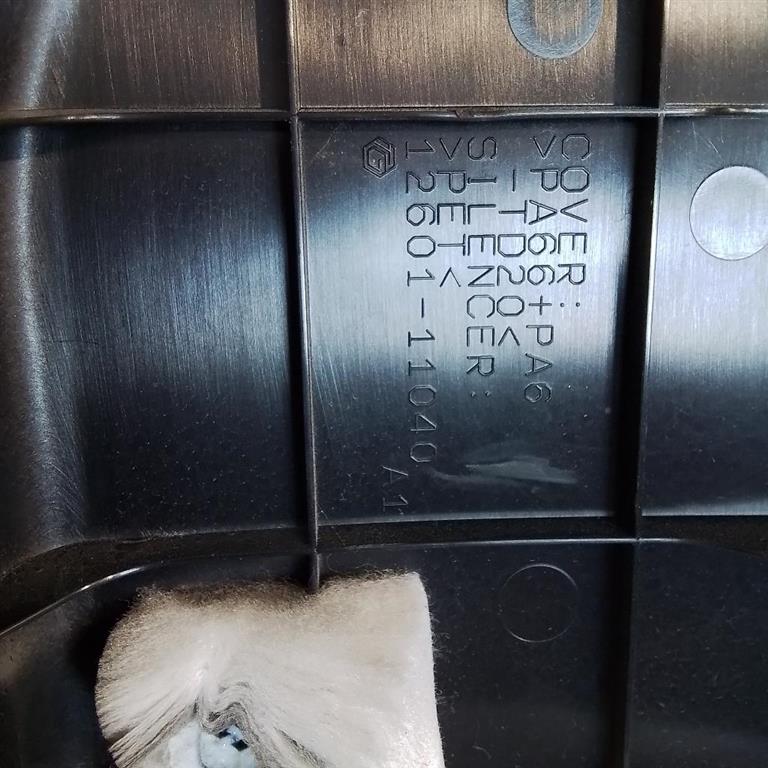 COVER:
>PA66+PA6
-TD20<
SILENCER:
>PET<
12601-11040
A1